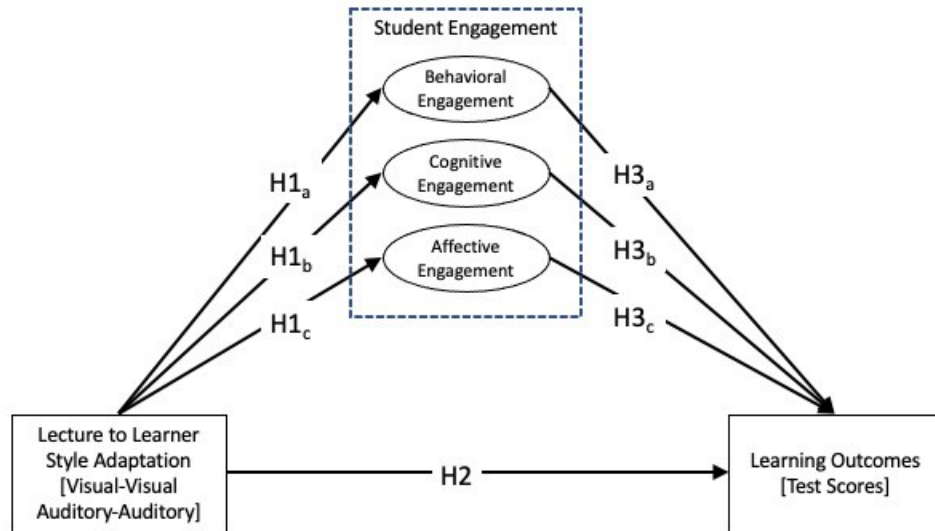 Student Engagement
Behavioral
Engagement
Cognitive
Engagement
Affective
Engagement
H1a
H1b
H1c
H3a
H3b
H3c
Lecture to Learner
Style Adaptation
[Visual-Visual
Auditory-Auditory]
H2
Learning Outcomes
[Test Scores]